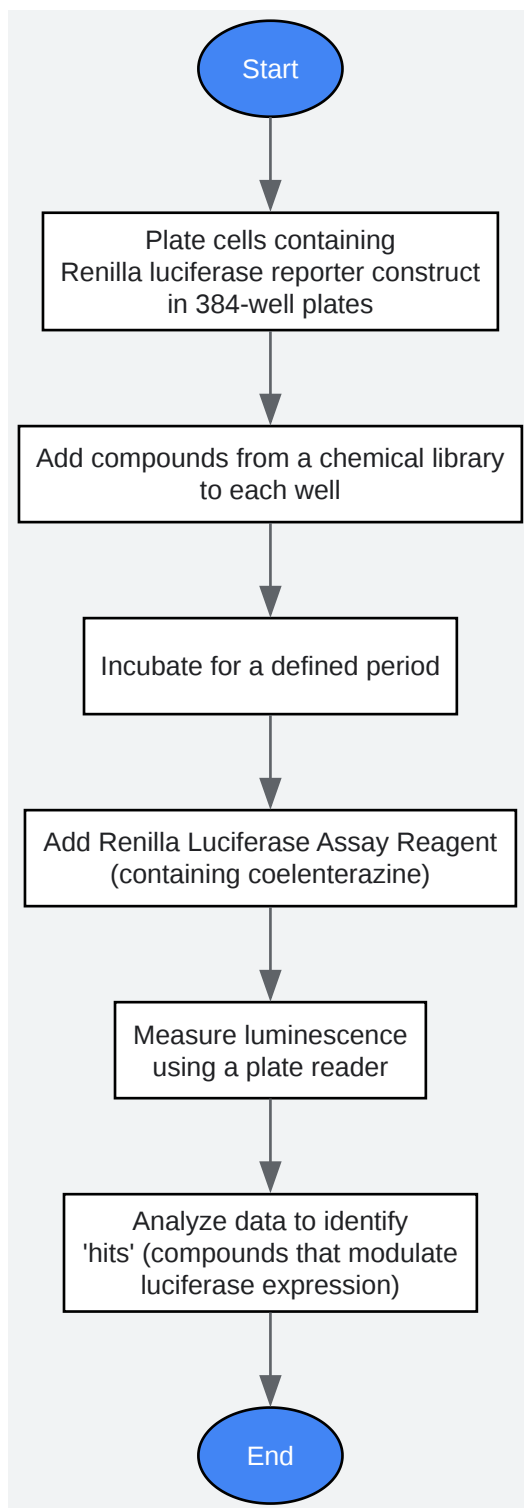 Start
Plate cells containing
Renilla luciferase reporter construct
in 384-well plates
Add compounds from a chemical library
to each well
Incubate for a defined period
Add Renilla Luciferase Assay Reagent
(containing coelenterazine)
Measure luminescence
using a plate reader
Analyze data to identify
'hits' (compounds that modulate
luciferase expression)
End